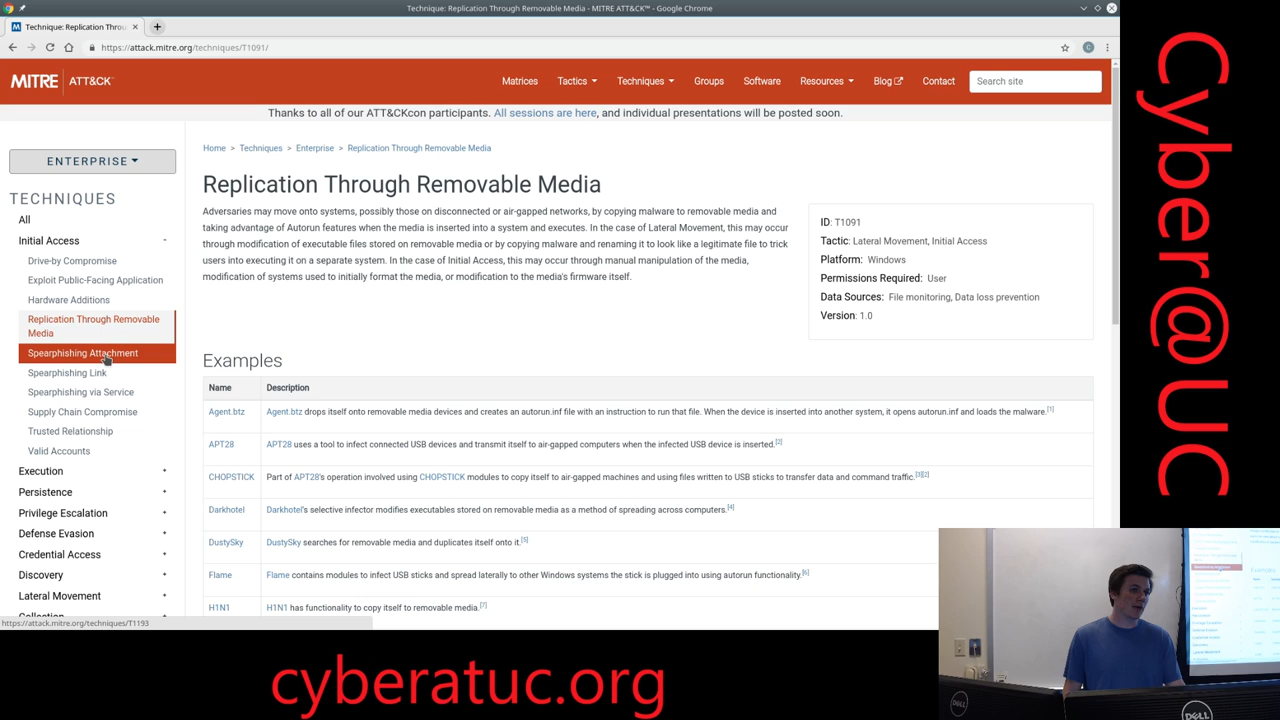 Technique: Replication Through Removable Media - MITRE ATT&CK™ - Google Chrome
Technique: Replication Throu
https://attack.mitre.org/techniques/T1091/
C
MITRE | ATT&CK™
Matrices
Tactics
Techniques
Groups
Software
Resources
Blog
Contact
Search site
Thanks to all of our ATT&CKcon participants. All sessions are here, and individual presentations will be posted soon.
ENTERPRISE
TECHNIQUES
All
Initial Access -
Drive-by Compromise
Exploit Public-Facing Application
Hardware Additions
Replication Through Removable
Media
Spearphishing Attachment
Spearphishing Link
Spearphishing via Service
Supply Chain Compromise
Trusted Relationship
Valid Accounts
Execution +
Persistence +
Privilege Escalation +
Defense Evasion +
Credential Access +
Discovery +
Lateral Movement +
Collection
Home > Techniques > Enterprise > Replication Through Removable Media
Replication Through Removable Media
Adversaries may move onto systems, possibly those on disconnected or air-gapped networks, by copying malware to removable media and
taking advantage of Autorun features when the media is inserted into a system and executes. In the case of Lateral Movement, this may occur
through modification of executable files stored on removable media or by copying malware and renaming it to look like a legitimate file to trick
users into executing it on a separate system. In the case of Initial Access, this may occur through manual manipulation of the media,
modification of systems used to initially format the media, or modification to the media's firmware itself.
ID: T1091
Tactic: Lateral Movement, Initial Access
Platform: Windows
Permissions Required: User
Data Sources: File monitoring, Data loss prevention
Version: 1.0
Examples
Name Description
Agent.btz Agent.btz drops itself onto removable media devices and creates an autorun.inf file with an instruction to run that file. When the device is inserted into another system, it opens autorun.inf and loads the malware.[1]
APT28 APT28 uses a tool to infect connected USB devices and transmit itself to air-gapped computers when the infected USB device is inserted.[2]
CHOPSTICK Part of APT28's operation involved using CHOPSTICK modules to copy itself to air-gapped machines and using files written to USB sticks to transfer data and command traffic.[3][2]
Darkhotel Darkhotel's selective infector modifies executables stored on removable media as a method of spreading across computers.[4]
DustySky DustySky searches for removable media and duplicates itself onto it.[5]
Flame Flame contains modules to infect USB sticks and spread laterally to other Windows systems the stick is plugged into using autorun functionality.[6]
H1N1 H1N1 has functionality to copy itself to removable media.[7]
https://attack.mitre.org/techniques/T1193
Cyber@UC
cyberatuc.org
DELL
DELL